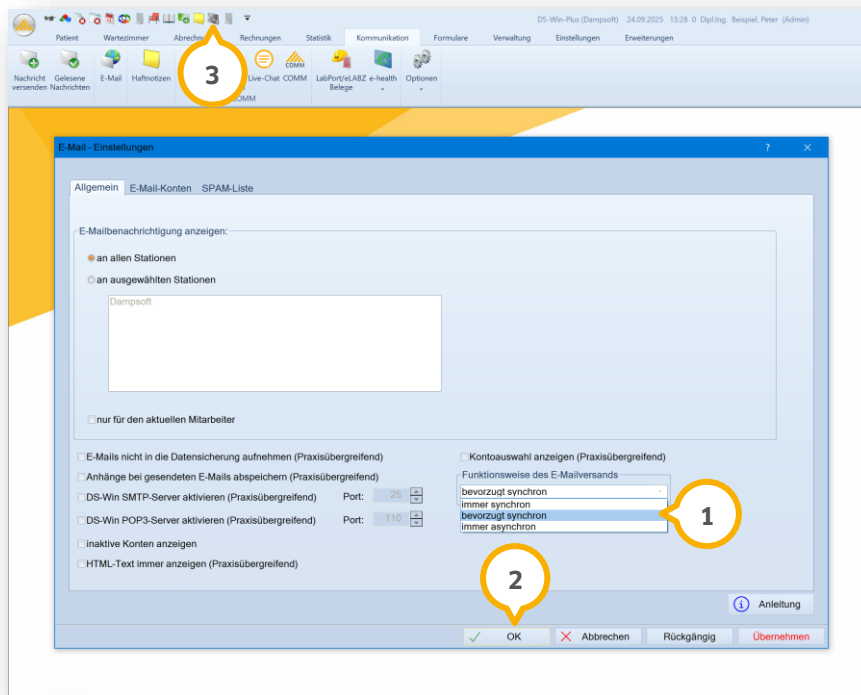 DS-Win-Plus (Dampsoft) 24.09.2025 13:28 0 Dipl.Ing. Beispiel, Peter (Admin)
Patient Wartezimmer Rechnungen Statistik Kommunikation Formulare Verwaltung Einstellungen Erweiterungen
3
Nachricht versenden
Gelesene Nachrichten
E-Mail
Haftnotizen
Live-Chat
COMM
LabPort/eLABZ Belege
e-health
Optionen
COMM
E-Mail - Einstellungen
Allgemein E-Mail-Konten SPAM-Liste
E-Mailbenachrichtigung anzeigen:
an allen Stationen
an ausgewählten Stationen
Dampsoft
nur für den aktuellen Mitarbeiter
E-Mails nicht in die Datensicherung aufnehmen (Praxisübergreifend)
Anhänge bei gesendeten E-Mails abspeichern (Praxisübergreifend)
DS-Win SMTP-Server aktivieren (Praxisübergreifend) Port: 25
DS-Win POP3-Server aktivieren (Praxisübergreifend) Port: 110
inaktive Konten anzeigen
HTML-Text immer anzeigen (Praxisübergreifend)
Kontoauswahl anzeigen (Praxisübergreifend)
Funktionsweise des E-Mailversands
bevorzugt synchron
immer synchron
bevorzugt synchron
immer asynchron
1
2
Anleitung
OK Abbrechen Rückgängig Übernehmen